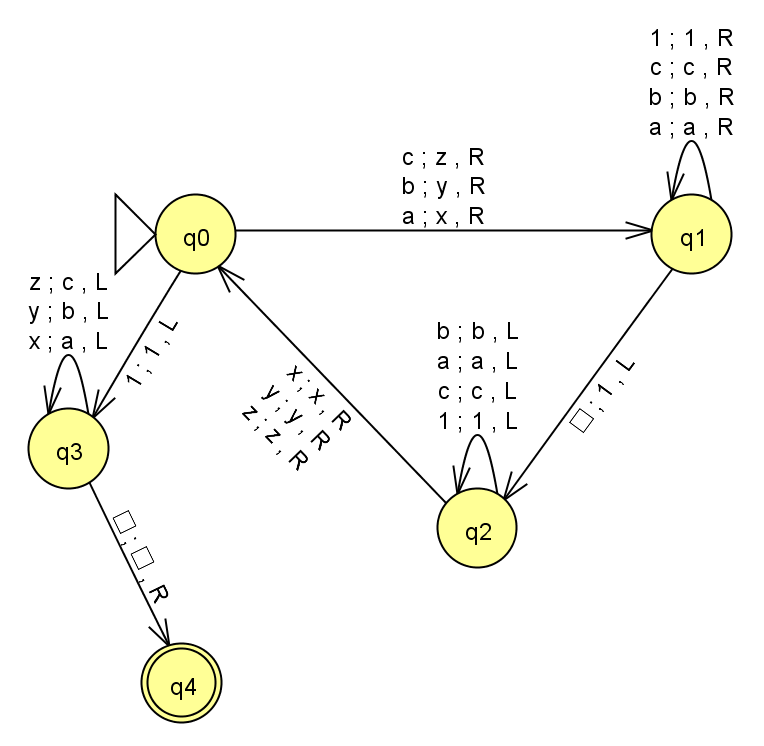 1 ; 1 , R
c ; c , R
b ; b , R
a ; a , R
c ; z , R
b ; y , R
a ; x , R
q0
q1
z ; c , L
y ; b , L
x ; a , L
1 ; 1 , L
b ; b , L
a ; a , L
c ; c , L
1 ; 1 , L
x ; x , R
y ; y , R
z ; z , R
□ ; 1 , L
q3
q2
□ ; □ , R
q4